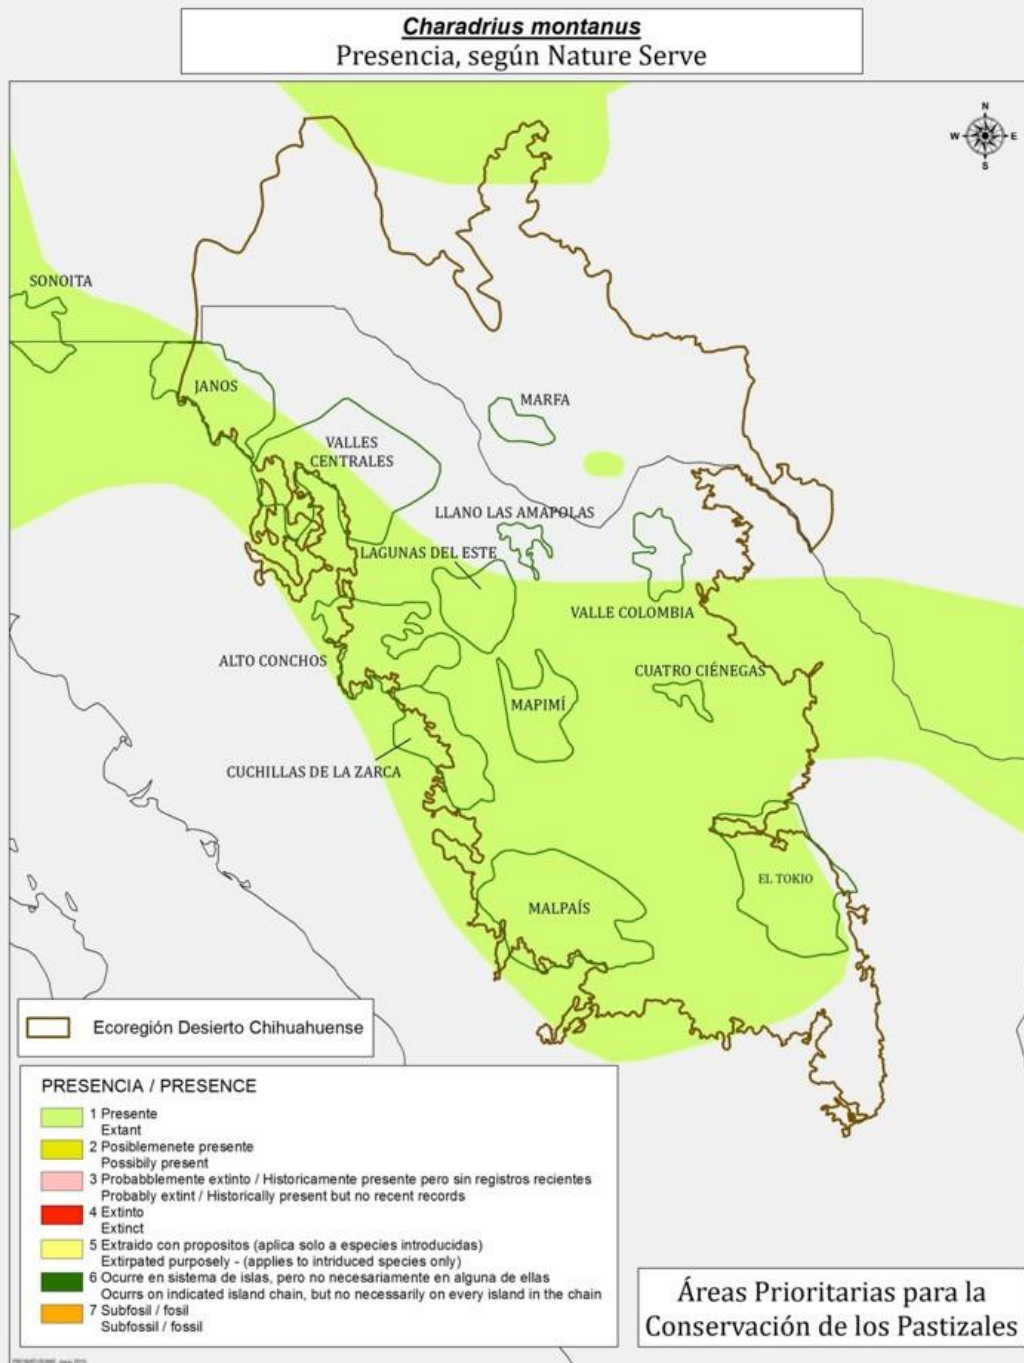 Charadrius montanus
Presencia, según Nature Serve
N
W E
S
SONOITA
JANOS
MARFA
VALLES
CENTRALES
LLANO LAS AMAPOLAS
LAGUNAS DEL ESTE
VALLE COLOMBIA
ALTO CONCHOS
CUATRO CIÉNEGAS
MAPIMÍ
CUCHILLAS DE LA ZARCA
EL TOKIO
MALPAÍS
Ecoregión Desierto Chihuahuense
PRESENCIA / PRESENCE
1 Presente
Extant
2 Posiblemenete presente
Possibily present
3 Probabblemente extinto / Historicamente presente pero sin registros recientes
Probably extint / Historically present but no recent records
4 Extinto
Extinct
5 Extraido con propositos (aplica solo a especies introducidas)
Extirpated purposely - (applies to intriduced species only)
6 Ocurre en sistema de islas, pero no necesariamente en alguna de ellas
Ocurrs on indicated island chain, but no necessarily on every island in the chain
7 Subfosil / fosil
Subfossil / fossil
Áreas Prioritarias para la
Conservación de los Pastizales